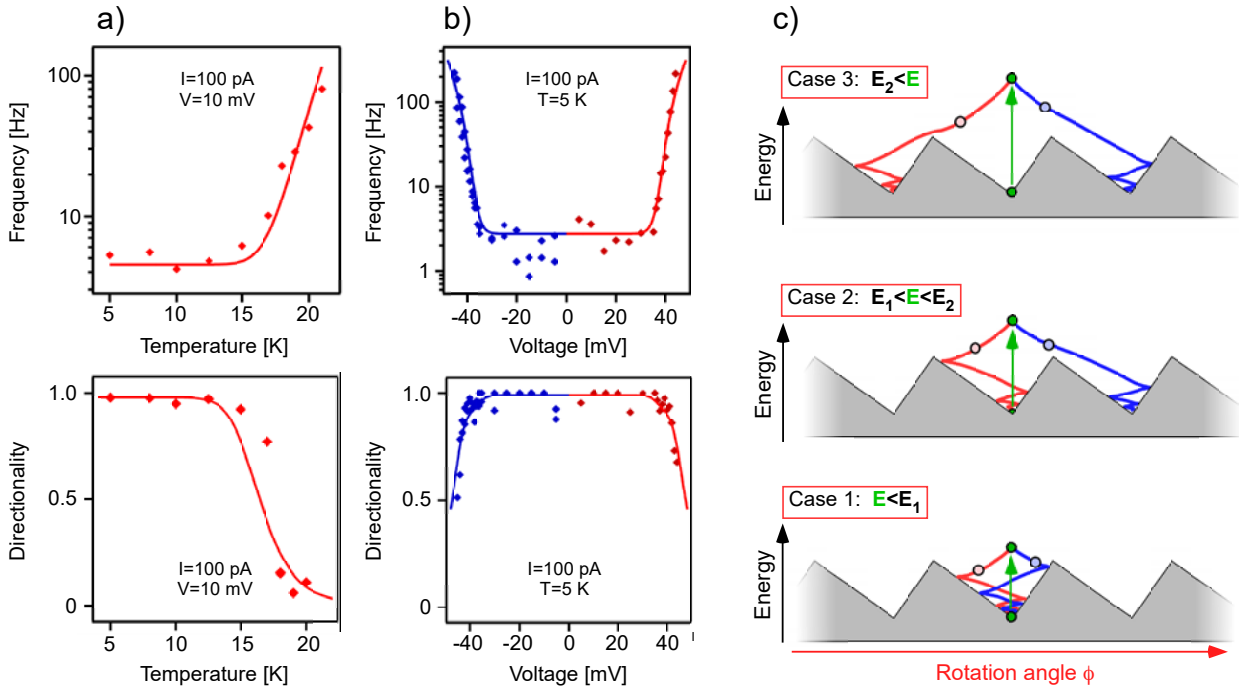 a)
Frequency [Hz]
100
10
I=100 pA
V=10 mV
5
10
15
20
Temperature [K]
Directionality
1.0
0.5
0
I=100 pA
V=10 mV
5
10
15
20
Temperature [K]
b)
Frequency [Hz]
100
10
1
I=100 pA
T=5 K
-40
-20
0
20
40
Voltage [mV]
Directionality
1.0
0.5
0
I=100 pA
T=5 K
-40
-20
0
20
40
Voltage [mV]
c)
Case 3: E₂<E
Energy
Case 2: E₁<E<E₂
Energy
Case 1: E<E₁
Energy
Rotation angle ϕ